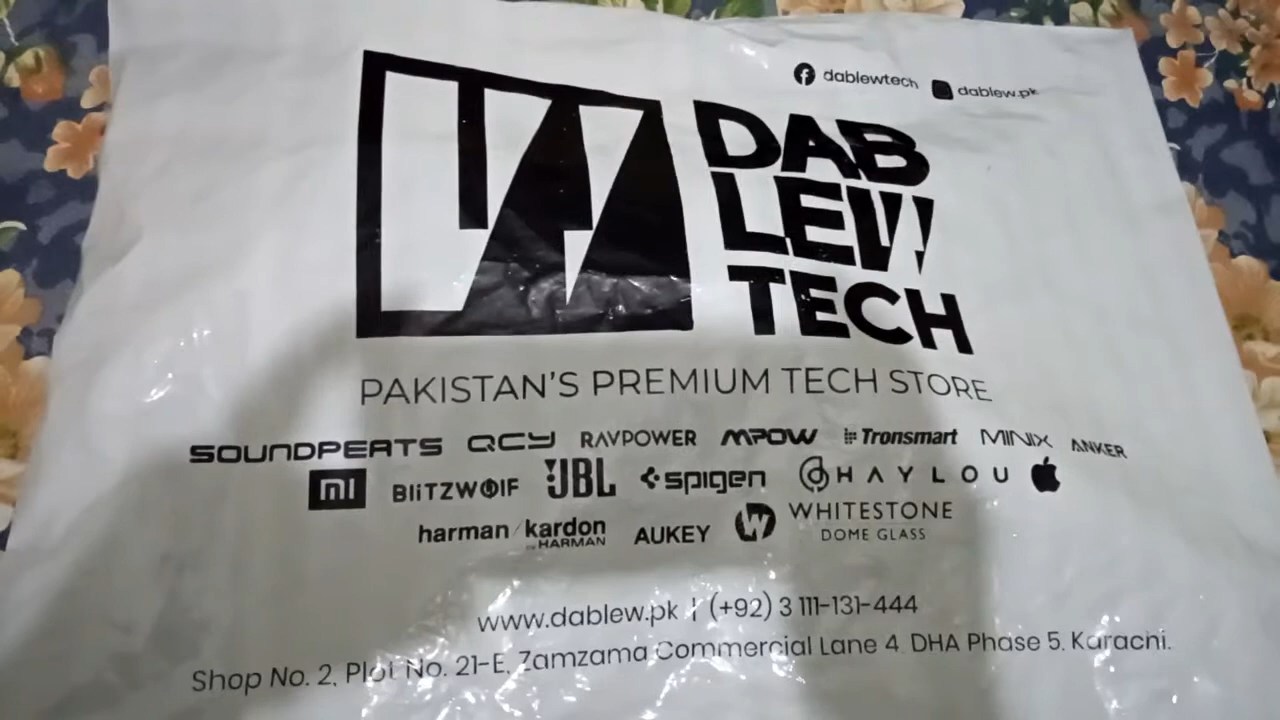 dablewtech dablew.pk
DAB
LEW
TECH
PAKISTAN'S PREMIUM TECH STORE
SOUNDPEATS QCY RAVPOWER MPOW Tronsmart MINIX ANKER
mi BLiTZWOlF JBL spigen HAYLOU
harman/kardon AUKEY WHITESTONE
by HARMAN DOME GLASS
www.dablew.pk | (+92) 3 111-131-444
Shop No. 2, Plot No. 21-E, Zamzama Commercial Lane 4. DHA Phase 5. Karachi.